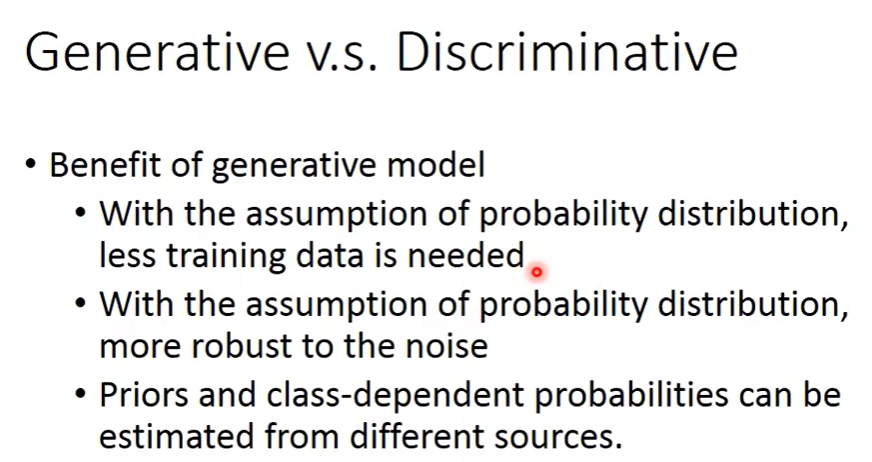 Generative v.s. Discriminative
• Benefit of generative model
• With the assumption of probability distribution,
less training data is needed
• With the assumption of probability distribution,
more robust to the noise
• Priors and class-dependent probabilities can be
estimated from different sources.